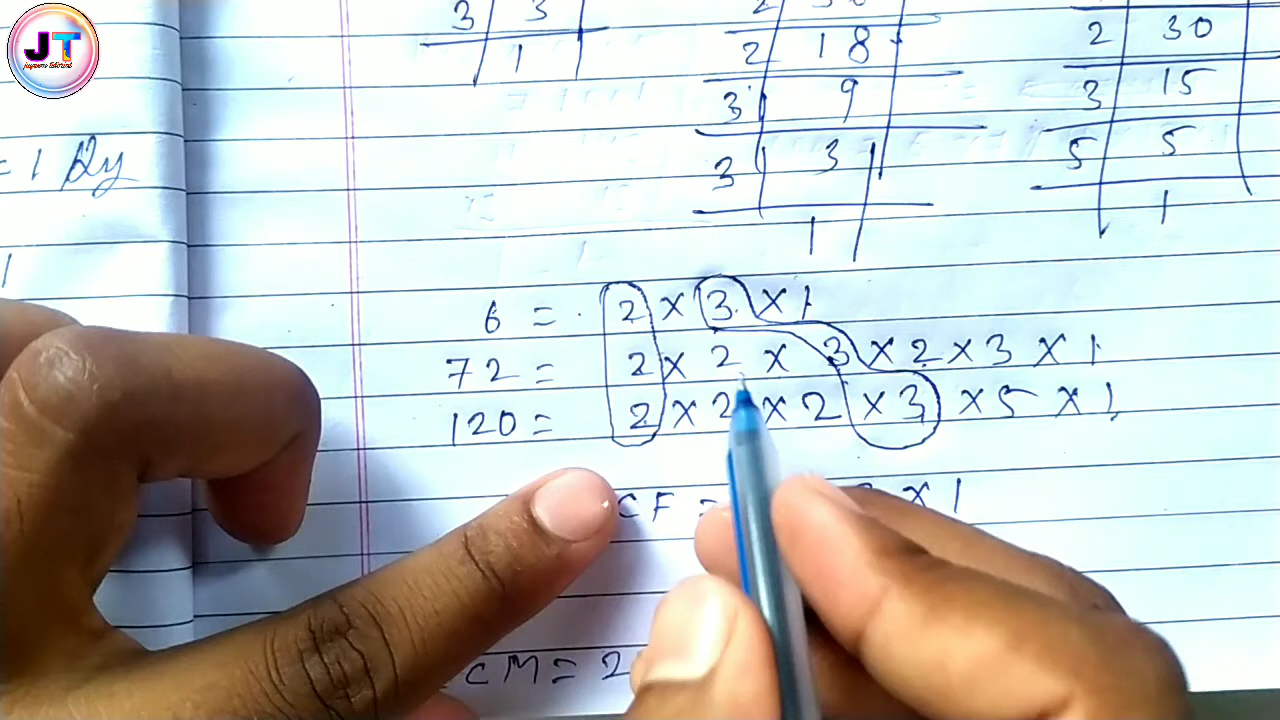 JT
= 1
1
3 3
1
2 18
3 9
3 3
1
2 30
3 15
5 5
1
6 = 2 × 3 × 1
72 = 2 × 2 × 3 × 2 × 3 × 1
120 = 2 × 2 × 2 × 3 × 5 × 1
CF = × 1
CM = 2